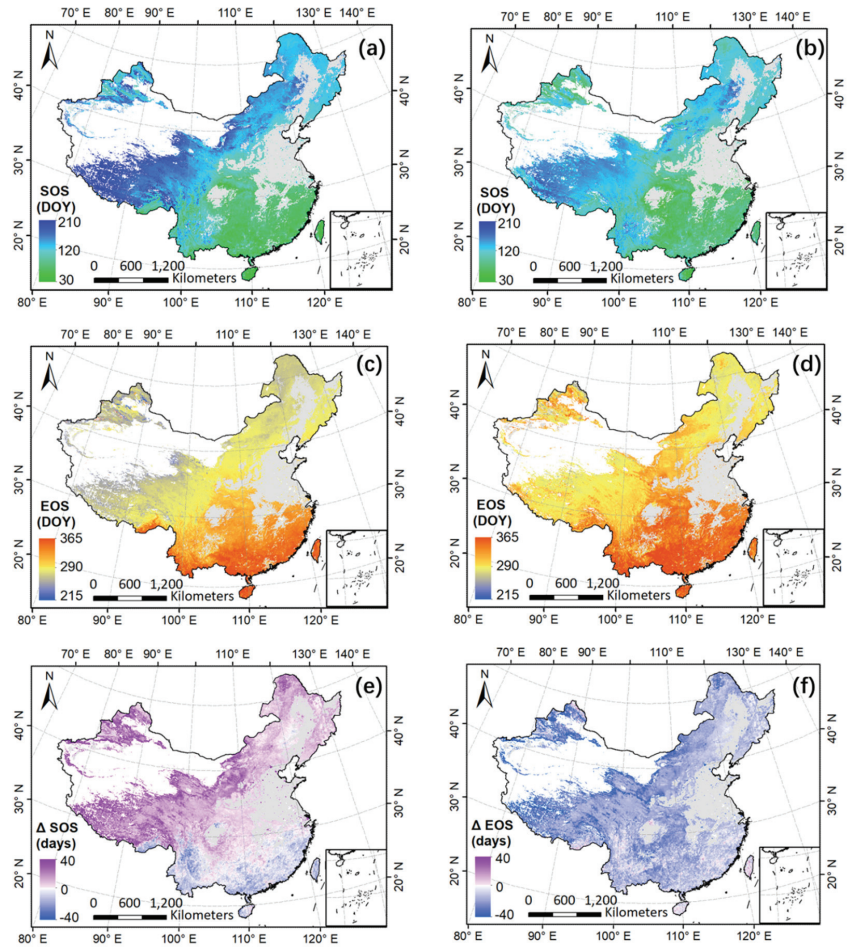 70° E 80° E 90° E 110° E 130° E 140° E
N
(a)
40° N
30° N
20° N
40° N
30° N
20° N
SOS
(DOY)
210
120
30
0 600 1,200
Kilometers
80° E 90° E 100° E 110° E 120° E
70° E 80° E 90° E 110° E 130° E 140° E
N
(b)
40° N
30° N
20° N
40° N
30° N
20° N
SOS
(DOY)
210
120
30
0 600 1,200
Kilometers
80° E 90° E 100° E 110° E 120° E
70° E 80° E 90° E 110° E 130° E 140° E
N
(c)
40° N
30° N
20° N
40° N
30° N
20° N
EOS
(DOY)
365
290
215
0 600 1,200
Kilometers
80° E 90° E 100° E 110° E 120° E
70° E 80° E 90° E 110° E 130° E 140° E
N
(d)
40° N
30° N
20° N
40° N
30° N
20° N
EOS
(DOY)
365
290
215
0 600 1,200
Kilometers
80° E 90° E 100° E 110° E 120° E
70° E 80° E 90° E 110° E 130° E 140° E
N
(e)
40° N
30° N
20° N
40° N
30° N
20° N
Δ SOS
(days)
40
0
-40
0 600 1,200
Kilometers
80° E 90° E 100° E 110° E 120° E
70° E 80° E 90° E 110° E 130° E 140° E
N
(f)
40° N
30° N
20° N
40° N
30° N
20° N
Δ EOS
(days)
40
0
-40
0 600 1,200
Kilometers
80° E 90° E 100° E 110° E 120° E